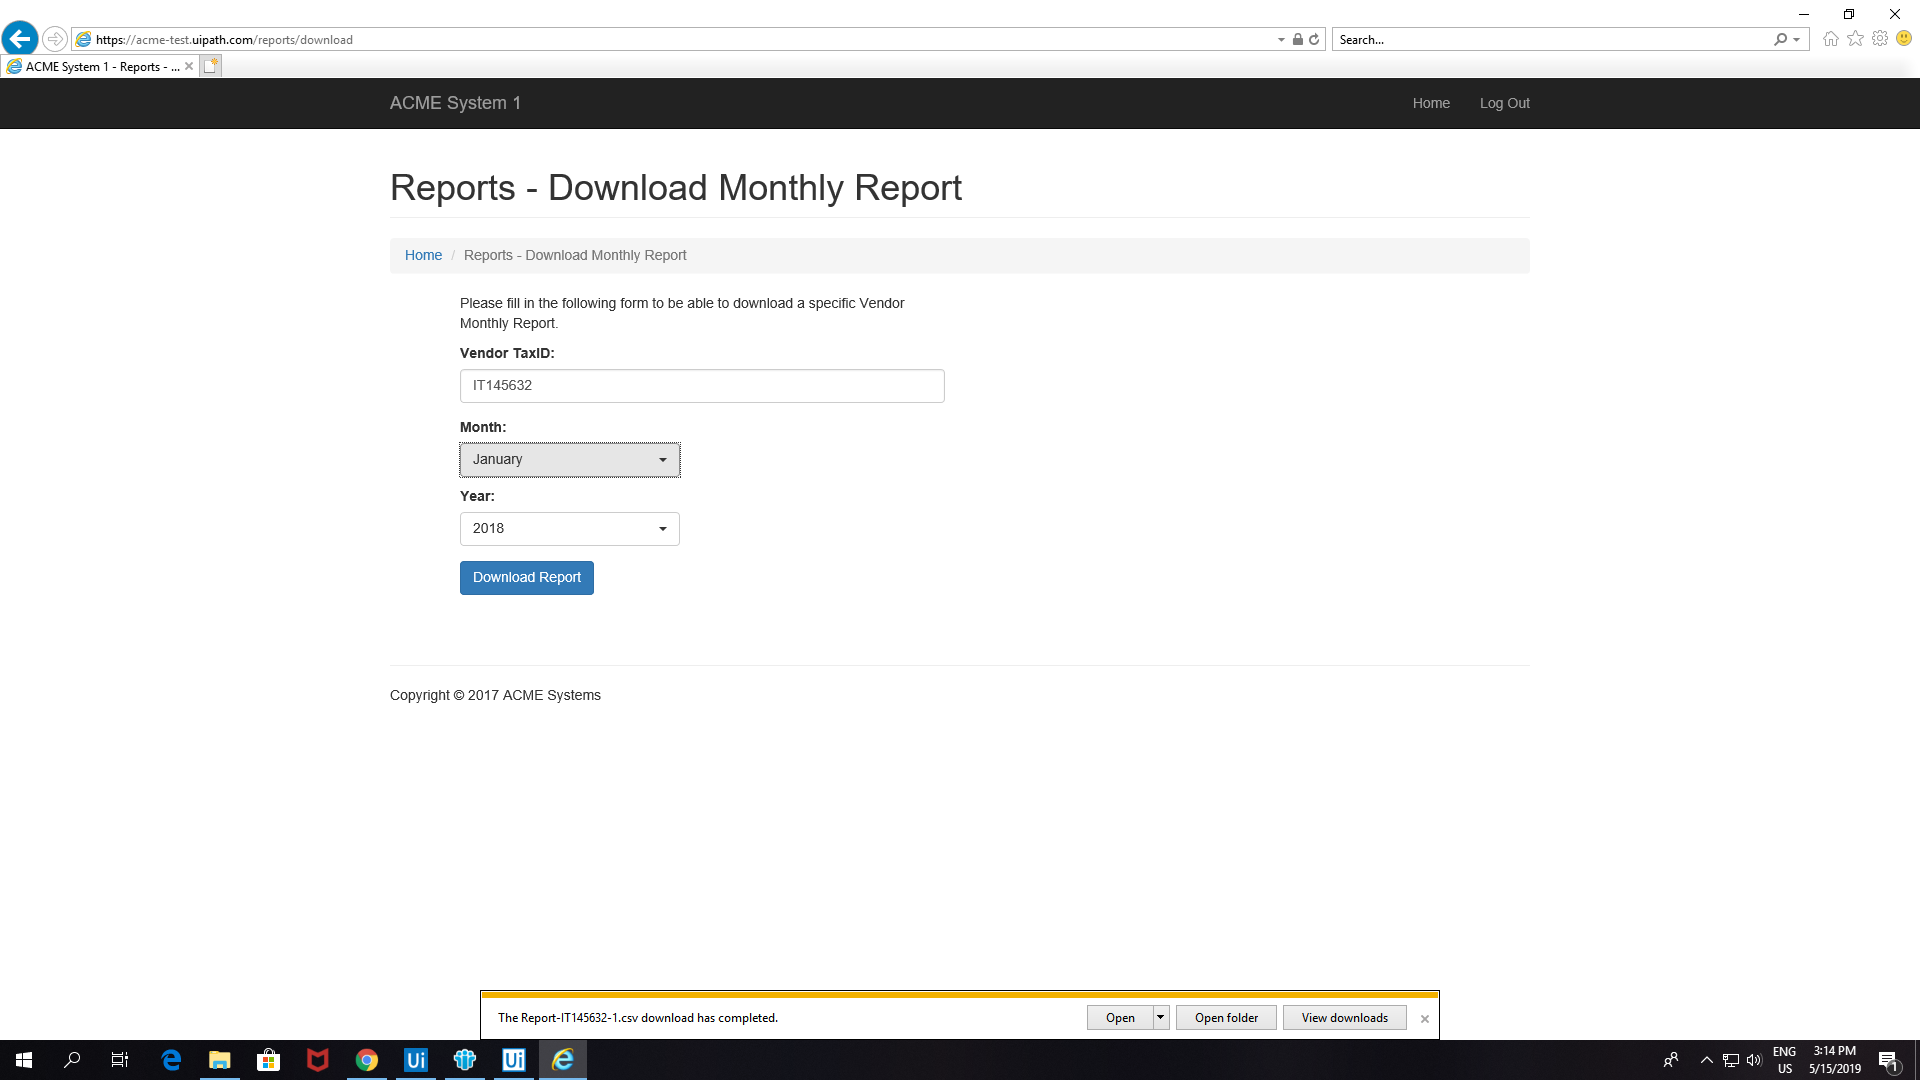 https://acme-test.uipath.com/reports/download
Search...
ACME System 1 - Reports - ...
ACME System 1
Home
Log Out
Reports - Download Monthly Report
Home / Reports - Download Monthly Report
Please fill in the following form to be able to download a specific Vendor
Monthly Report.
Vendor TaxID:
IT145632
Month:
January
Year:
2018
Download Report
Copyright © 2017 ACME Systems
The Report-IT145632-1.csv download has completed.
Open
Open folder
View downloads
Ui
Ui
ENG
US
3:14 PM
5/15/2019
1